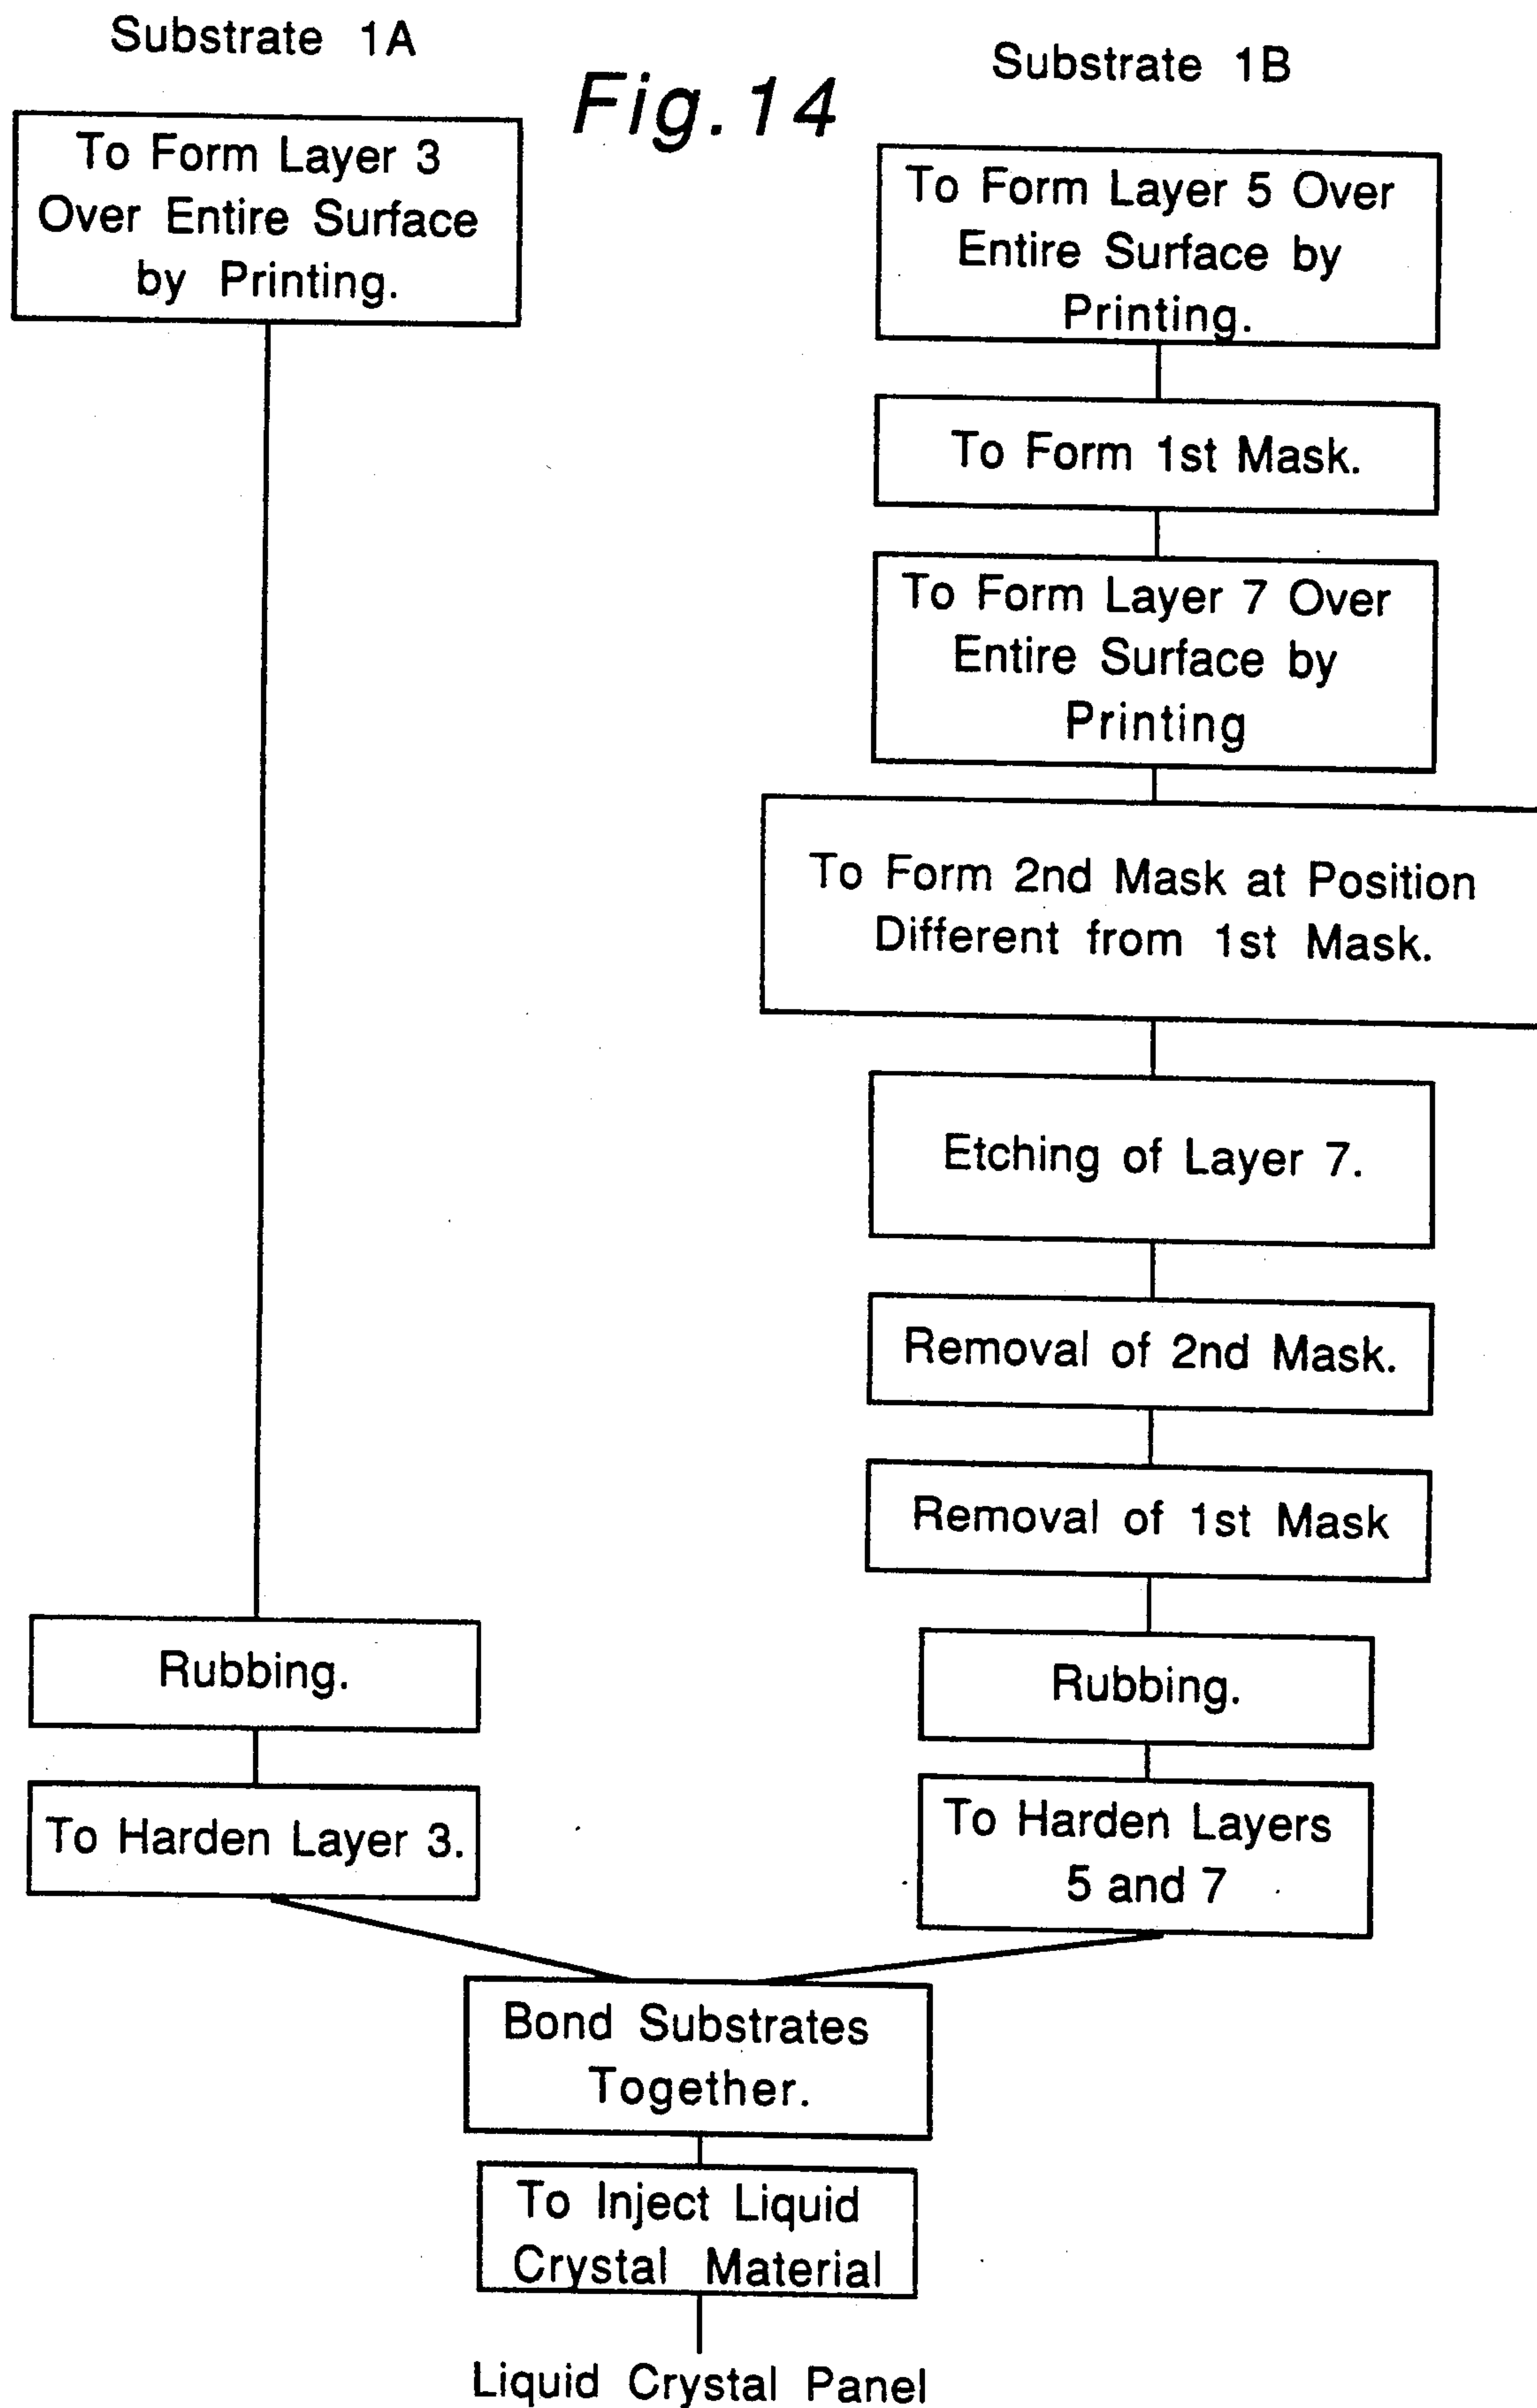 Substrate 1A
Fig.14
Substrate 1B
To Form Layer 3
Over Entire Surface
by Printing.
To Form Layer 5 Over
Entire Surface by
Printing.
To Form 1st Mask.
To Form Layer 7 Over
Entire Surface by
Printing
To Form 2nd Mask at Position
Different from 1st Mask.
Etching of Layer 7.
Removal of 2nd Mask.
Removal of 1st Mask
Rubbing.
Rubbing.
To Harden Layer 3.
To Harden Layers
5 and 7
Bond Substrates
Together.
To Inject Liquid
Crystal Material
Liquid Crystal Panel